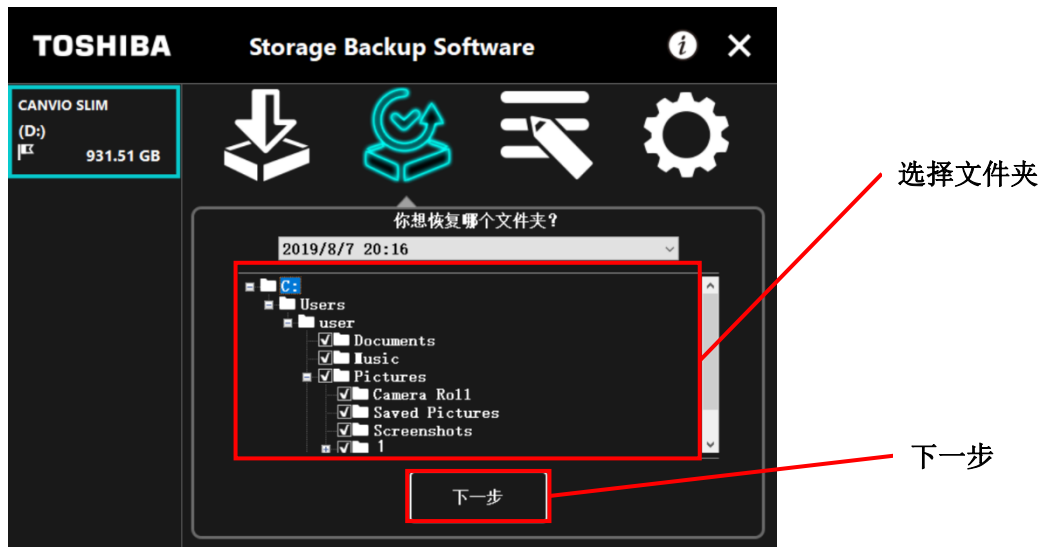 TOSHIBA
Storage Backup Software
CANVIO SLIM
(D:)
931.51 GB
你想恢复哪个文件夹?
2019/8/7 20:16
C:
Users
user
Documents
Music
Pictures
Camera Roll
Saved Pictures
Screenshots
1
下一步
选择文件夹
下一步